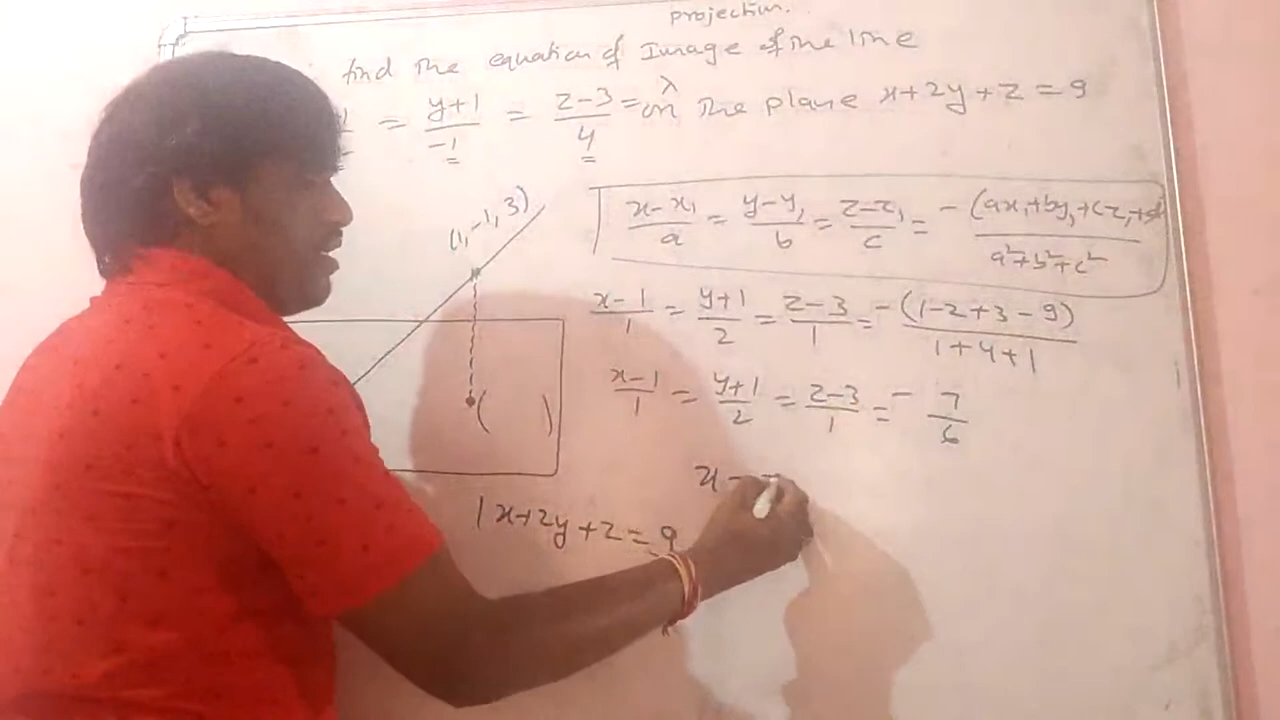 projection.
find the equation of Image of the line
= y+1/-1 = z-3/4 = λ on the plane x+2y+z=9
(1,-1,3)
x-x₁/a = y-y₁/b = z-z₁/c = -(ax₁+by₁+cz₁+d)/a²+b²+c²
x-1/1 = y+1/2 = z-3/1 = -(1-2+3-9)/1+4+1
x-1/1 = y+1/2 = z-3/1 = - 7/6
( )
x-
1x+2y+z=9